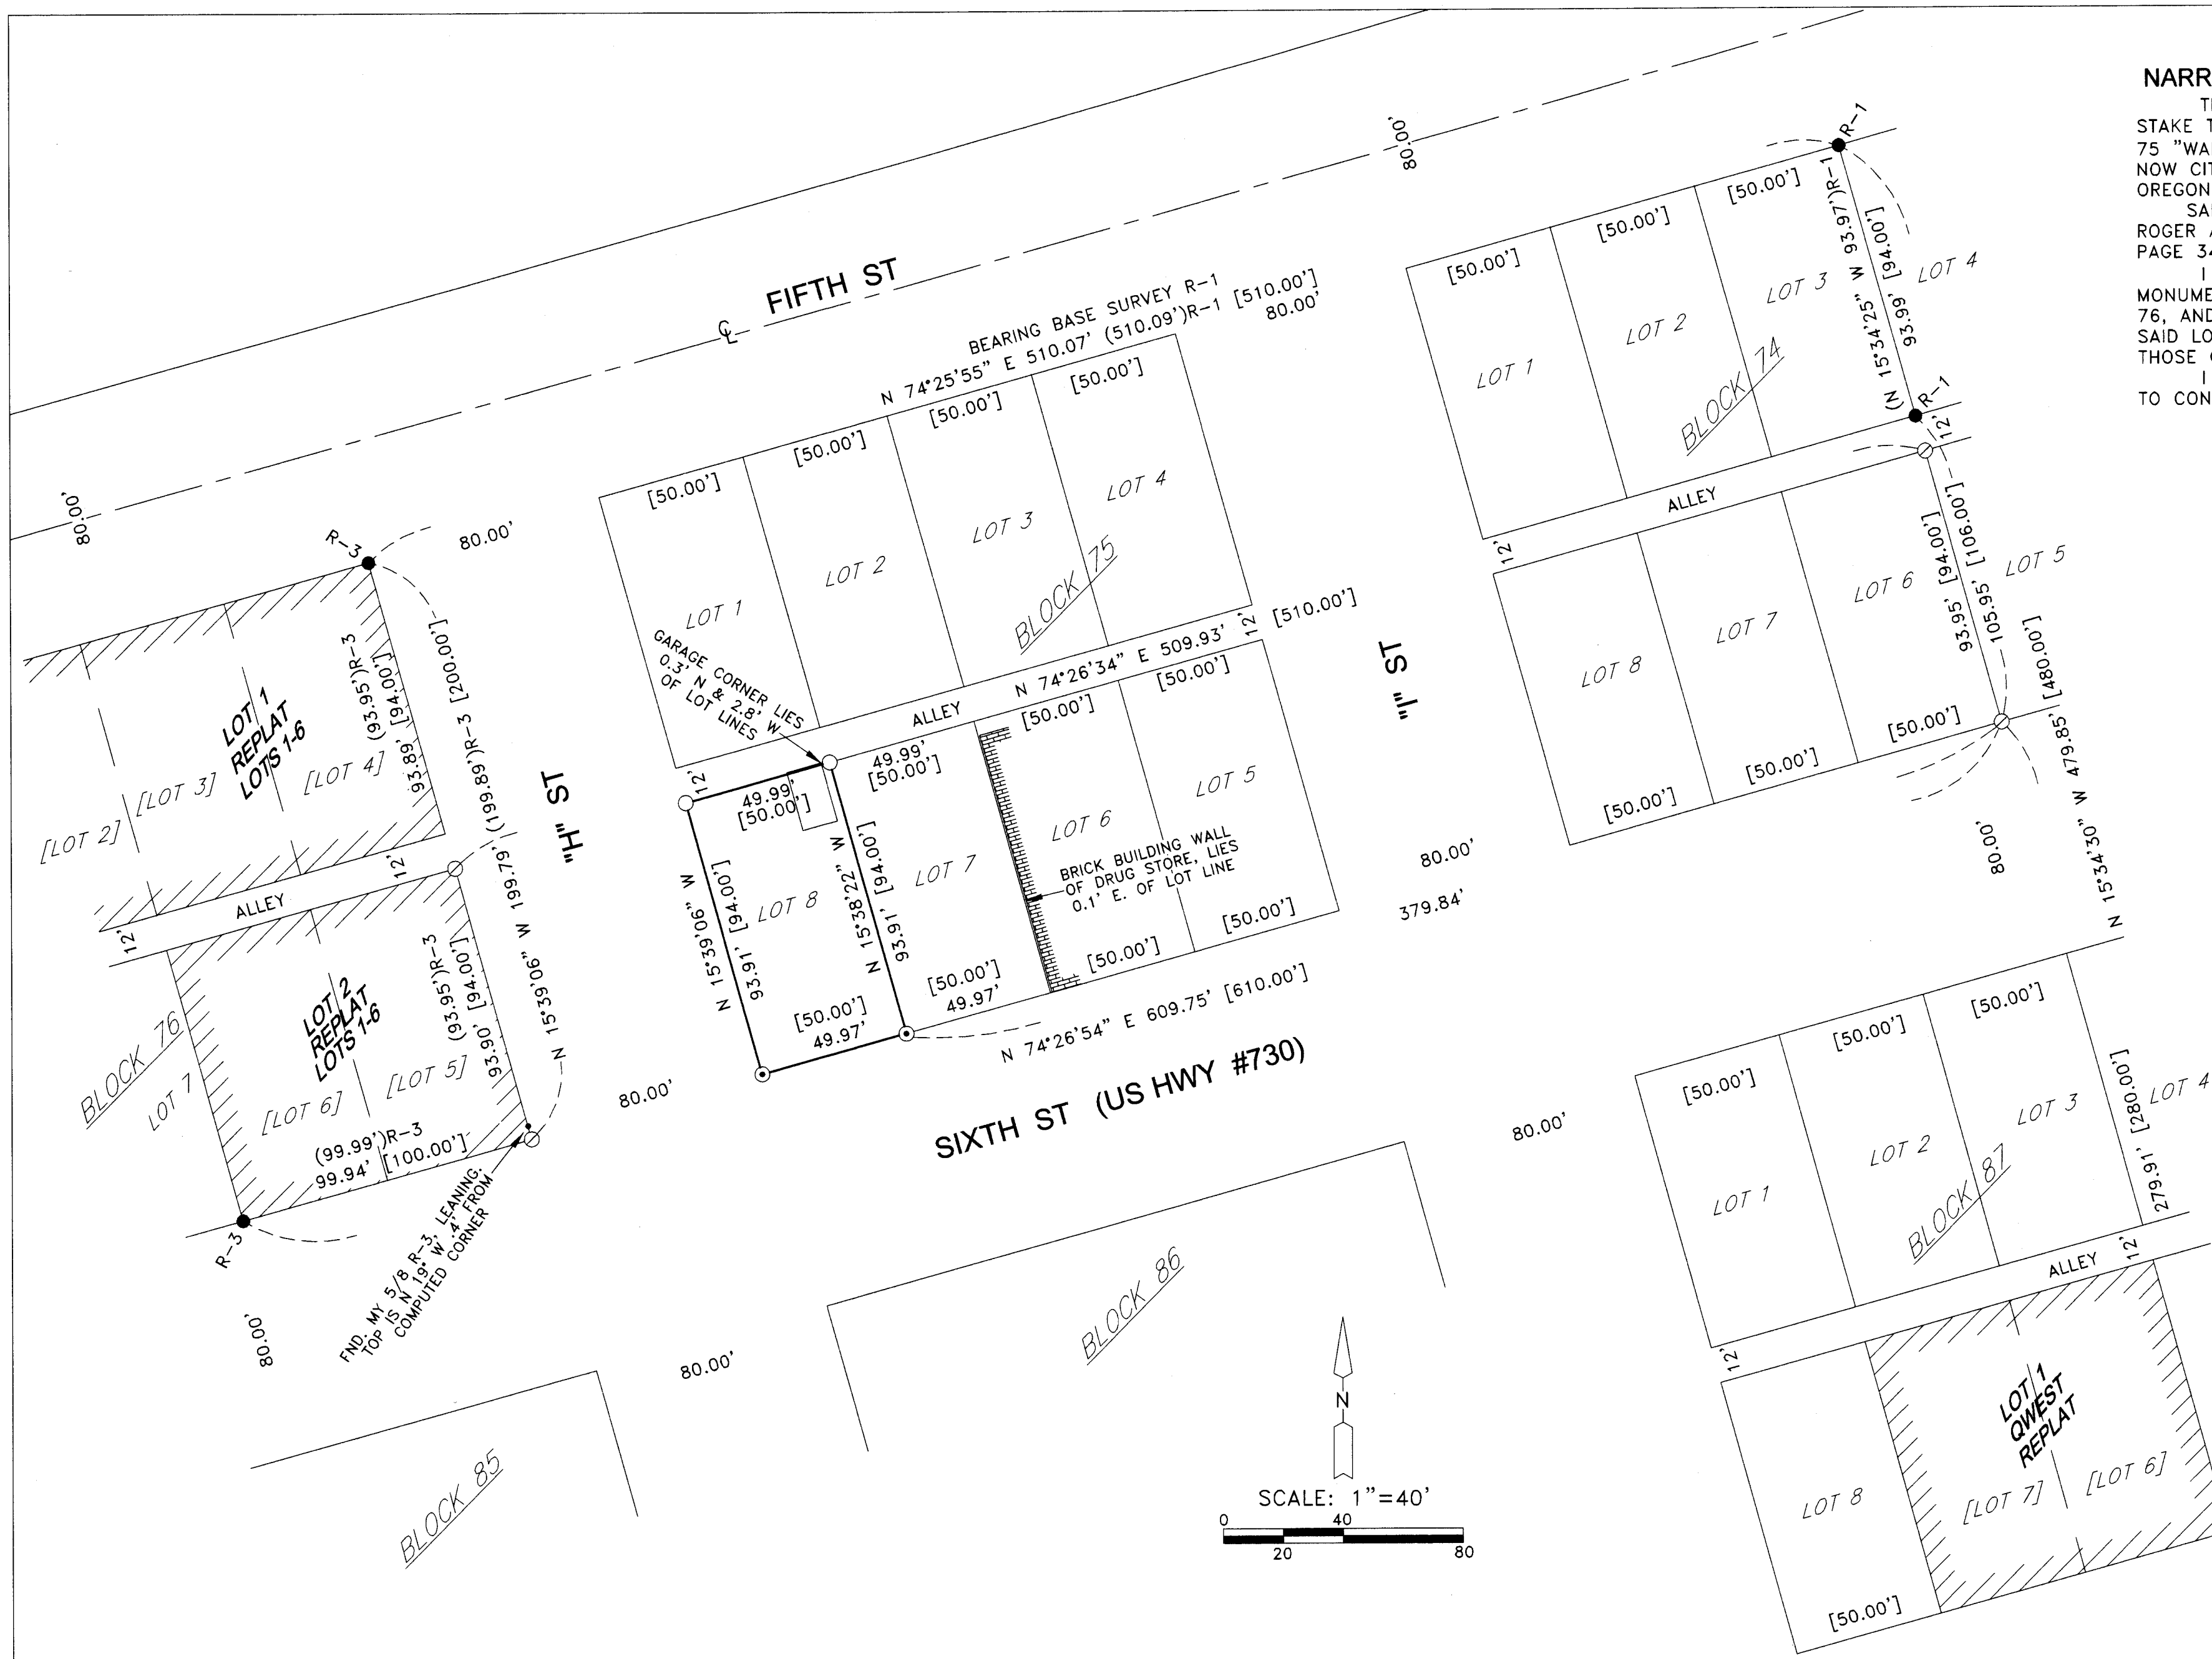 NARR
STAKE T
75 "WA
NOW CIT
OREGON
SA
ROGER A
PAGE 34
I
MONUME
76, AND
SAID LO
THOSE
I
TO CON
FIFTH ST
℄
80.00'
80.00'
80.00'
BEARING BASE SURVEY R-1
N 74°25'55" E 510.07' (510.09')R-1 [510.00']
80.00'
R-1
[50.00']
[50.00']
[50.00']
LOT 1
LOT 2
LOT 3
LOT 4
BLOCK 74
(N 15°34'25" W 93.97')R-1
93.99' [94.00']
R-1
12'
ALLEY
12'
LOT 8
LOT 7
LOT 6
LOT 5
93.95' [94.00']
105.95' [106.00']
[50.00']
[50.00']
[50.00']
N 15°34'30" W 479.85' [480.00']
80.00'
[50.00']
[50.00']
[50.00']
[50.00']
LOT 1
LOT 2
LOT 3
LOT 4
BLOCK 75
GARAGE CORNER LIES
0.3' N & 2.8' W
OF LOT LINES
ALLEY
N 74°26'34" E 509.93'
12'
[510.00']
12'
49.99'
[50.00']
49.99'
[50.00']
[50.00']
[50.00']
LOT 8
LOT 7
LOT 6
LOT 5
N 15°39'06" W
93.91' [94.00']
N 15°38'22" W
93.91' [94.00']
BRICK BUILDING WALL
OF DRUG STORE, LIES
0.1' E. OF LOT LINE
[50.00']
49.97'
[50.00']
49.97'
[50.00']
[50.00']
N 74°26'54" E 609.75' [610.00']
"I" ST
80.00'
379.84'
"H" ST
R-3
LOT 1
REPLAT
LOTS 1-6
[LOT 2]
[LOT 3]
[LOT 4]
(93.95')R-3
93.89' [94.00']
N 15°39'06" W 199.79' (199.89')R-3 [200.00']
12'
ALLEY
12'
LOT 2
REPLAT
LOTS 1-6
BLOCK 76
LOT 7
[LOT 6]
[LOT 5]
(93.95')R-3
93.90' [94.00']
(99.99')R-3
99.94' [100.00']
R-3
FND. MY 5/8 R-3, LEANING.
TOP IS N 19° W .4' FROM
COMPUTED CORNER
80.00'
80.00'
SIXTH ST (US HWY #730)
80.00'
80.00'
BLOCK 85
BLOCK 86
[50.00']
[50.00']
[50.00']
LOT 1
LOT 2
LOT 3
LOT 4
BLOCK 87
279.91' [280.00']
12'
ALLEY
12'
LOT 8
LOT 1
QWEST
REPLAT
[LOT 7]
[LOT 6]
[50.00']
N
SCALE: 1"=40'
0 40
20 80